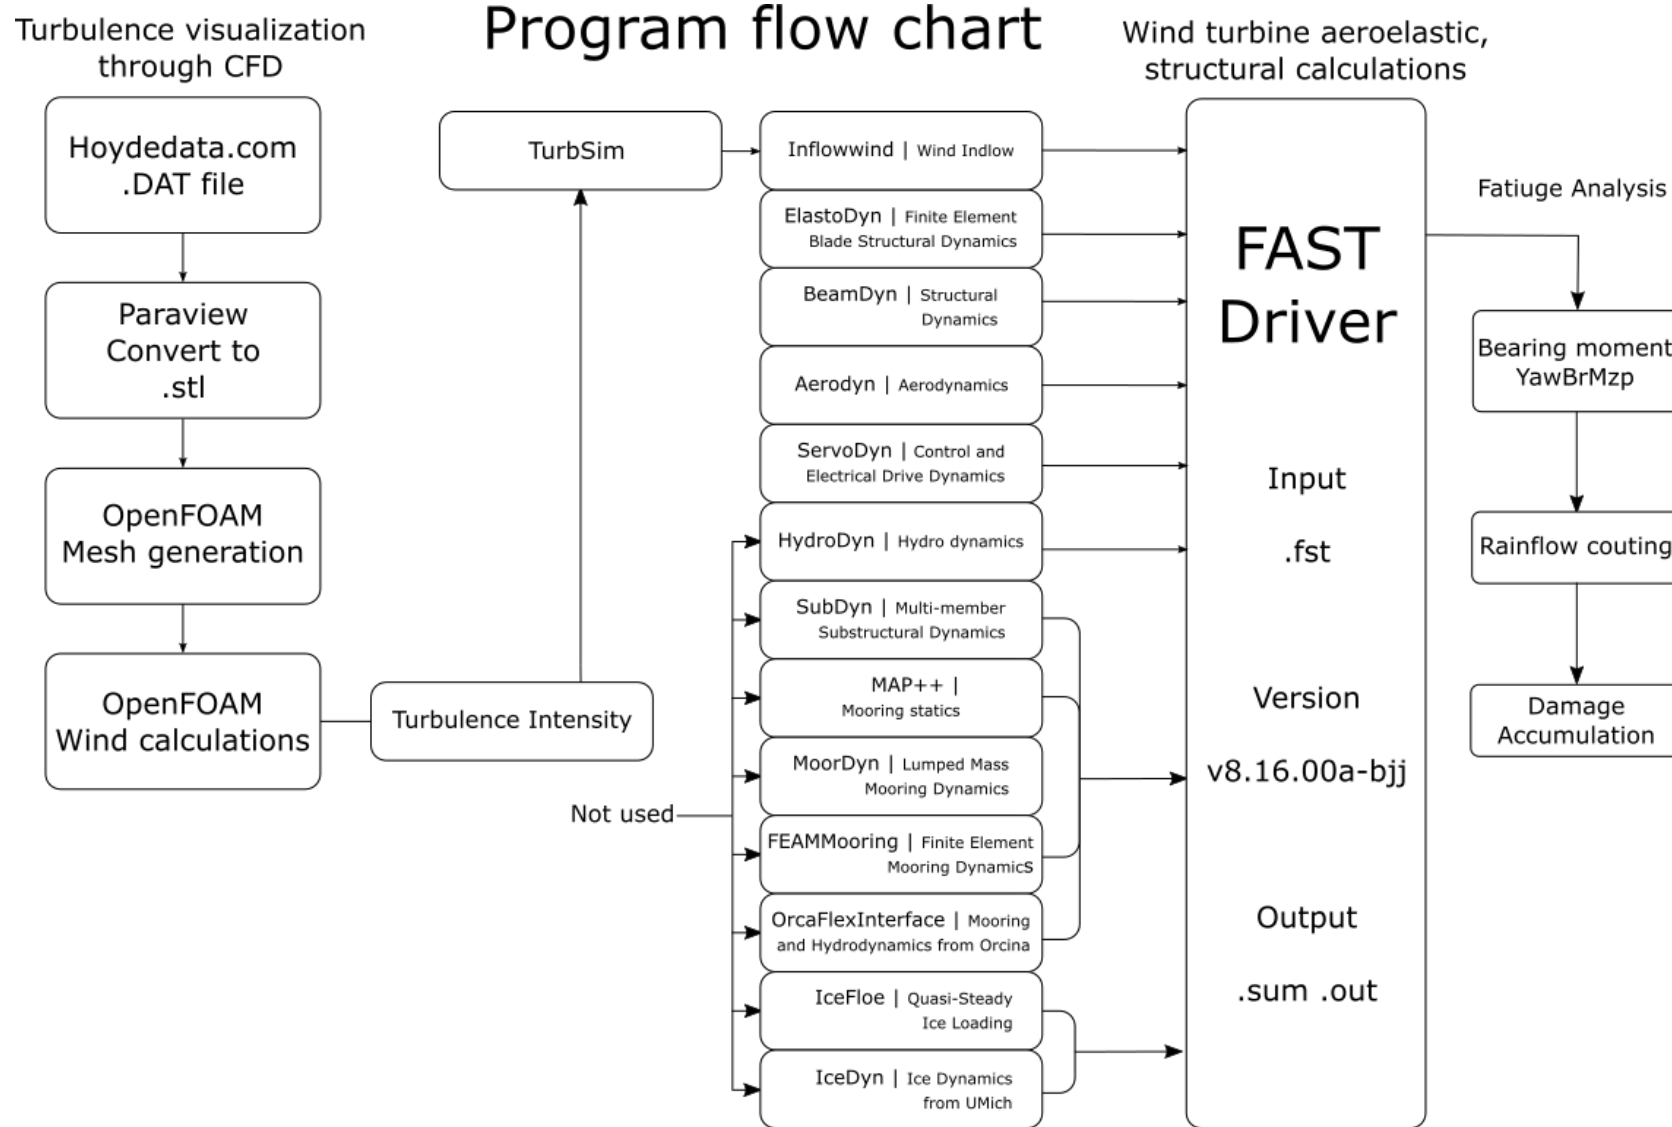 Program flow chart
Turbulence visualization
through CFD
Hoydedata.com
.DAT file
Paraview
Convert to
.stl
OpenFOAM
Mesh generation
OpenFOAM
Wind calculations
Turbulence Intensity
TurbSim
Not used
Inflowwind | Wind Indlow
ElastoDyn | Finite Element
Blade Structural Dynamics
BeamDyn | Structural
Dynamics
Aerodyn | Aerodynamics
ServoDyn | Control and
Electrical Drive Dynamics
HydroDyn | Hydro dynamics
SubDyn | Multi-member
Substructural Dynamics
MAP++ |
Mooring statics
MoorDyn | Lumped Mass
Mooring Dynamics
FEAMMooring | Finite Element
Mooring Dynamics
OrcaFlexInterface | Mooring
and Hydrodynamics from Orcina
IceFloe | Quasi-Steady
Ice Loading
IceDyn | Ice Dynamics
from UMich
Wind turbine aeroelastic,
structural calculations
FAST
Driver
Input
.fst
Version
v8.16.00a-bjj
Output
.sum .out
Fatiuge Analysis
Bearing moment
YawBrMzp
Rainflow couting
Damage
Accumulation